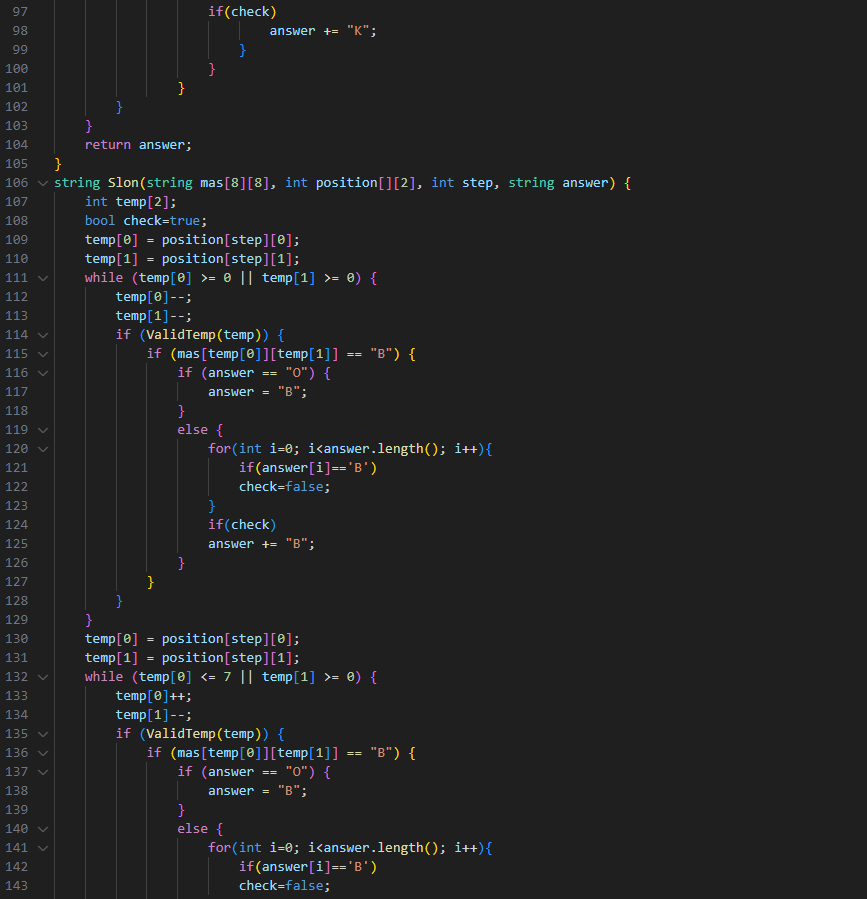 97 if(check)
98 answer += "K";
99 }
100 }
101 }
102 }
103 }
104 return answer;
105 }
106 string Slon(string mas[8][8], int position[][2], int step, string answer) {
107 int temp[2];
108 bool check=true;
109 temp[0] = position[step][0];
110 temp[1] = position[step][1];
111 while (temp[0] >= 0 || temp[1] >= 0) {
112 temp[0]--;
113 temp[1]--;
114 if (ValidTemp(temp)) {
115 if (mas[temp[0]][temp[1]] == "B") {
116 if (answer == "O") {
117 answer = "B";
118 }
119 else {
120 for(int i=0; i<answer.length(); i++){
121 if(answer[i]=='B')
122 check=false;
123 }
124 if(check)
125 answer += "B";
126 }
127 }
128 }
129 }
130 temp[0] = position[step][0];
131 temp[1] = position[step][1];
132 while (temp[0] <= 7 || temp[1] >= 0) {
133 temp[0]++;
134 temp[1]--;
135 if (ValidTemp(temp)) {
136 if (mas[temp[0]][temp[1]] == "B") {
137 if (answer == "O") {
138 answer = "B";
139 }
140 else {
141 for(int i=0; i<answer.length(); i++){
142 if(answer[i]=='B')
143 check=false;